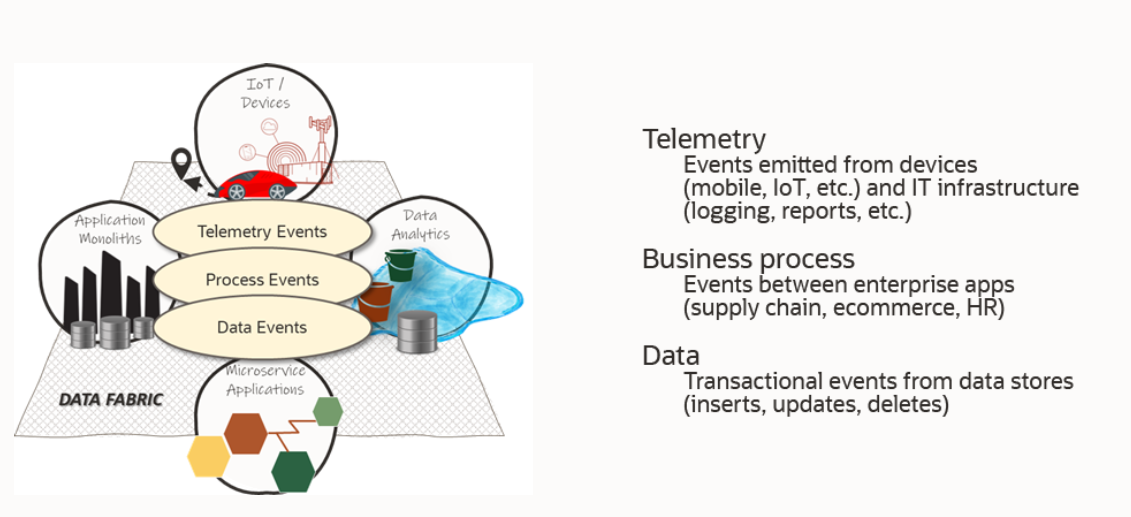 IoT /
Devices
Application
Monoliths
Data
Analytics
Telemetry Events
Process Events
Data Events
Microservice
Applications
DATA FABRIC
Telemetry
Events emitted from devices
(mobile, IoT, etc.) and IT infrastructure
(logging, reports, etc.)
Business process
Events between enterprise apps
(supply chain, ecommerce, HR)
Data
Transactional events from data stores
(inserts, updates, deletes)